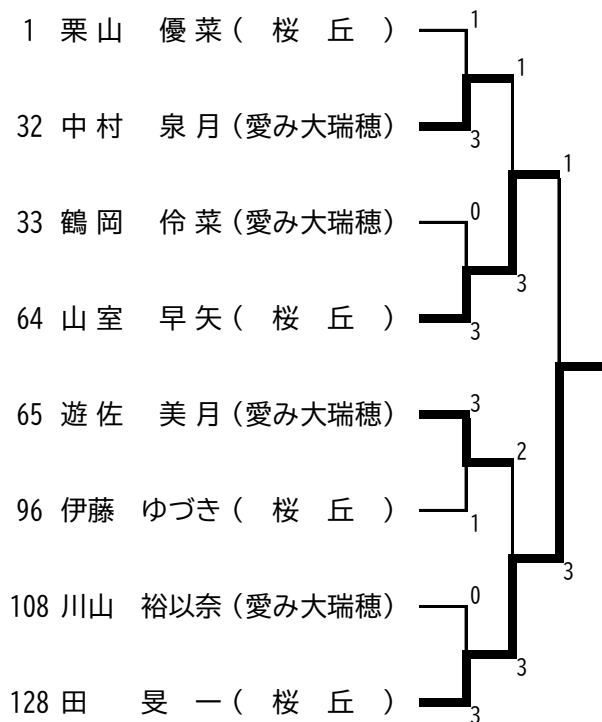 1 栗山 優菜 ( 桜 丘 ) 1
1
32 中村 泉月 (愛み大瑞穂) 3
1
33 鶴岡 伶菜 (愛み大瑞穂) 0
3
64 山室 早矢 ( 桜 丘 ) 3
65 遊佐 美月 (愛み大瑞穂) 3
2
96 伊藤 ゆづき ( 桜 丘 ) 1
3
108 川山 裕以奈 (愛み大瑞穂) 0
3
128 田 旻一 ( 桜 丘 ) 3